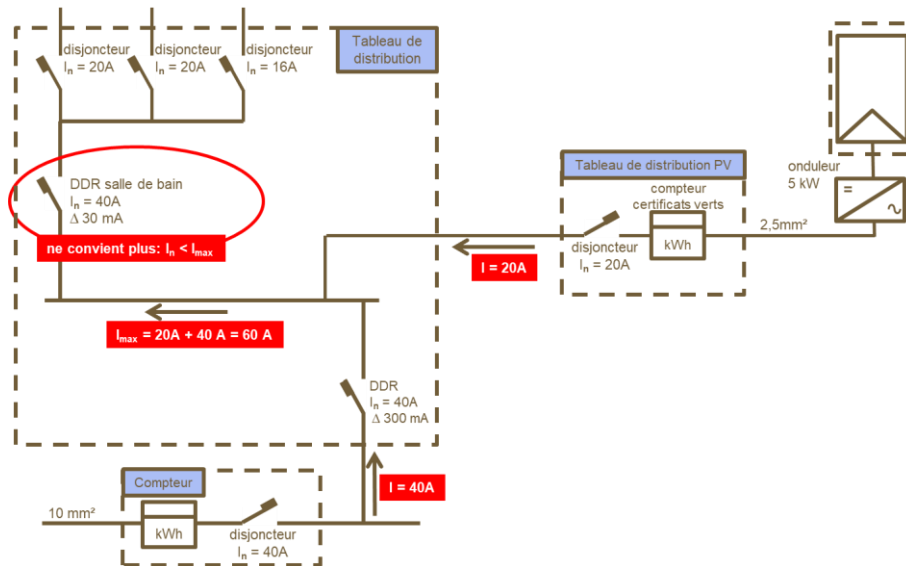 Tableau de
distribution
disjoncteur
Iₙ = 20A
disjoncteur
Iₙ = 20A
disjoncteur
Iₙ = 16A
DDR salle de bain
Iₙ = 40A
Δ 30 mA
ne convient plus: Iₙ < Iₘₐₓ
Iₘₐₓ = 20A + 40 A = 60 A
I = 20A
Tableau de distribution PV
compteur
certificats verts
kWh
disjoncteur
Iₙ = 20A
2,5mm²
onduleur
5 kW
=
~
DDR
Iₙ = 40A
Δ 300 mA
I = 40A
Compteur
10 mm²
kWh
disjoncteur
Iₙ = 40A